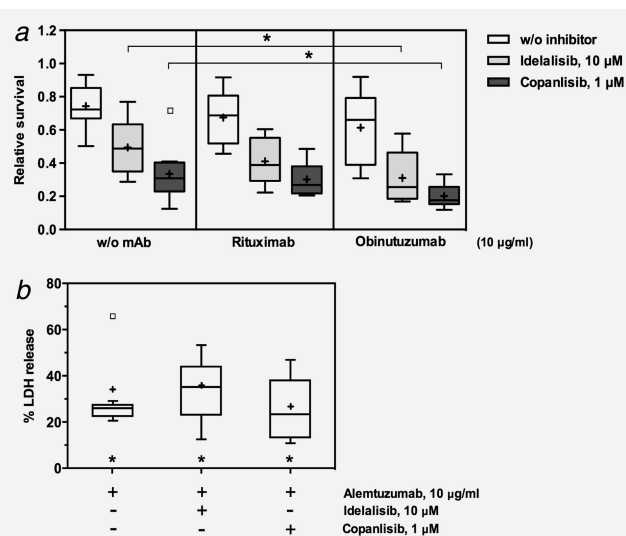 a
1.2
1.0
0.8
0.6
0.4
0.2
0.0
Relative survival
*
*
w/o inhibitor
Idelalisib, 10 µM
Copanlisib, 1 µM
w/o mAb Rituximab Obinutuzumab (10 µg/ml)
b
80
60
40
20
0
% LDH release
* * *
+ + + Alemtuzumab, 10 µg/ml
- + - Idelalisib, 10 µM
- - + Copanlisib, 1 µM